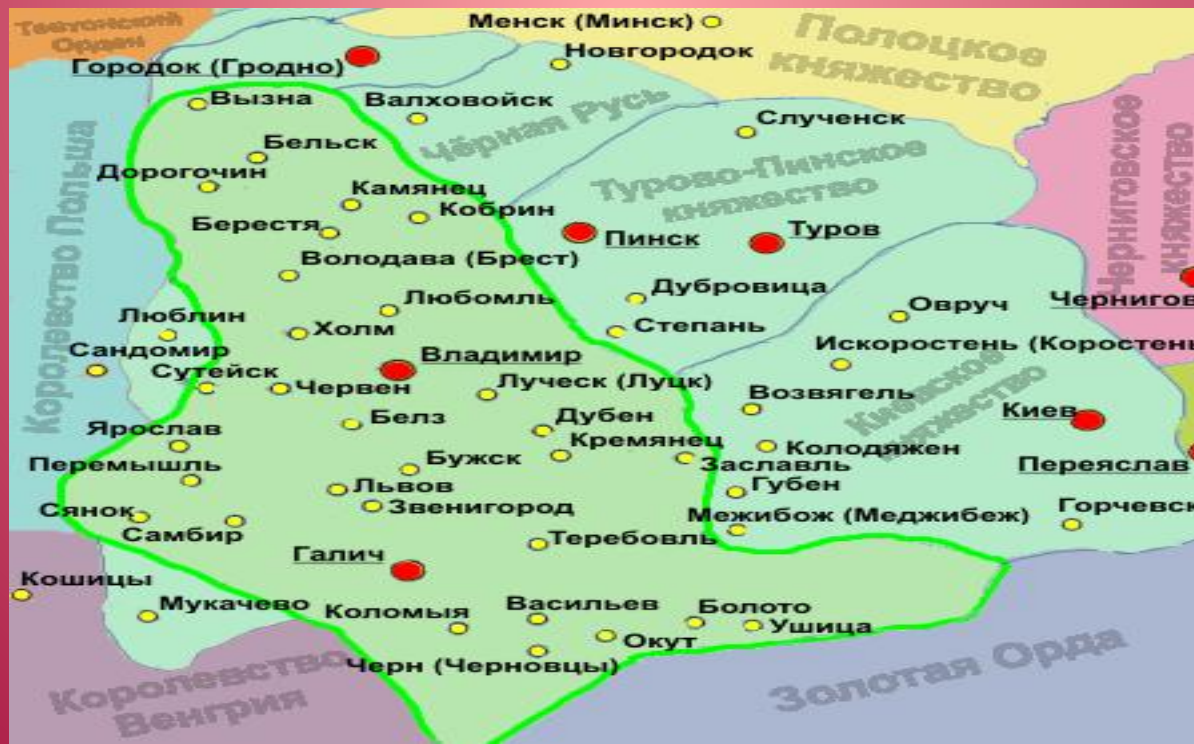 Тевтонский
Орден
Менск (Минск)
Полоцкое
княжество
Новгородок
Городок (Гродно)
Вызна
Валховойск
Чёрная Русь
Слученск
Черниговское
княжество
Бельск
Дорогочин
Королевство Польша
Турово-Пинское
княжество
Камянец
Кобрин
Берестя
Пинск
Туров
Володава (Брест)
Дубровица
Чернигов
Любомль
Овруч
Люблин
Холм
Степань
Искоростень (Коростень
Сандомир
Владимир
Сутейск
Червен
Луческ (Луцк)
Возвягель
Киевское
княжество
Киев
Белз
Дубен
Ярослав
Кремянец
Колодяжен
Перемышль
Бужск
Заславль
Переяслав
Львов
Губен
Сянок
Звенигород
Межибож (Меджибеж)
Горчевск
Самбир
Теребовль
Галич
Кошицы
Мукачево
Коломыя
Васильев
Болото
Ушица
Окут
Черн (Черновцы)
Королевство
Венгрия
Золотая Орда